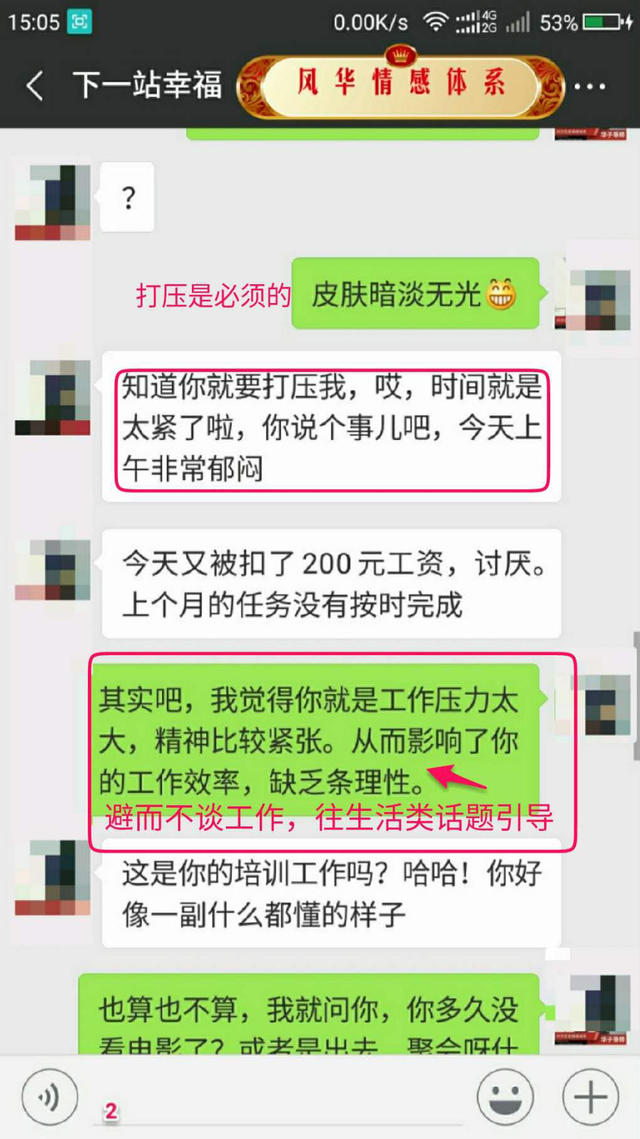 15:05
0.00K/s
4G
2G
53%
下一站幸福
风华情感体系
?
打压是必须的
皮肤暗淡无光
知道你就要打压我，哎，时间就是
太紧了啦，你说个事儿吧，今天上
午非常郁闷
今天又被扣了200元工资，讨厌。
上个月的任务没有按时完成
其实吧，我觉得你就是工作压力太
大，精神比较紧张。从而影响了你
的工作效率，缺乏条理性。
避而不谈工作，往生活类话题引导
这是你的培训工作吗？哈哈！你好
像一副什么都懂的样子
也算也不算，我就问你，你多久没
看电影了？或者是出去，聚会呀什
2